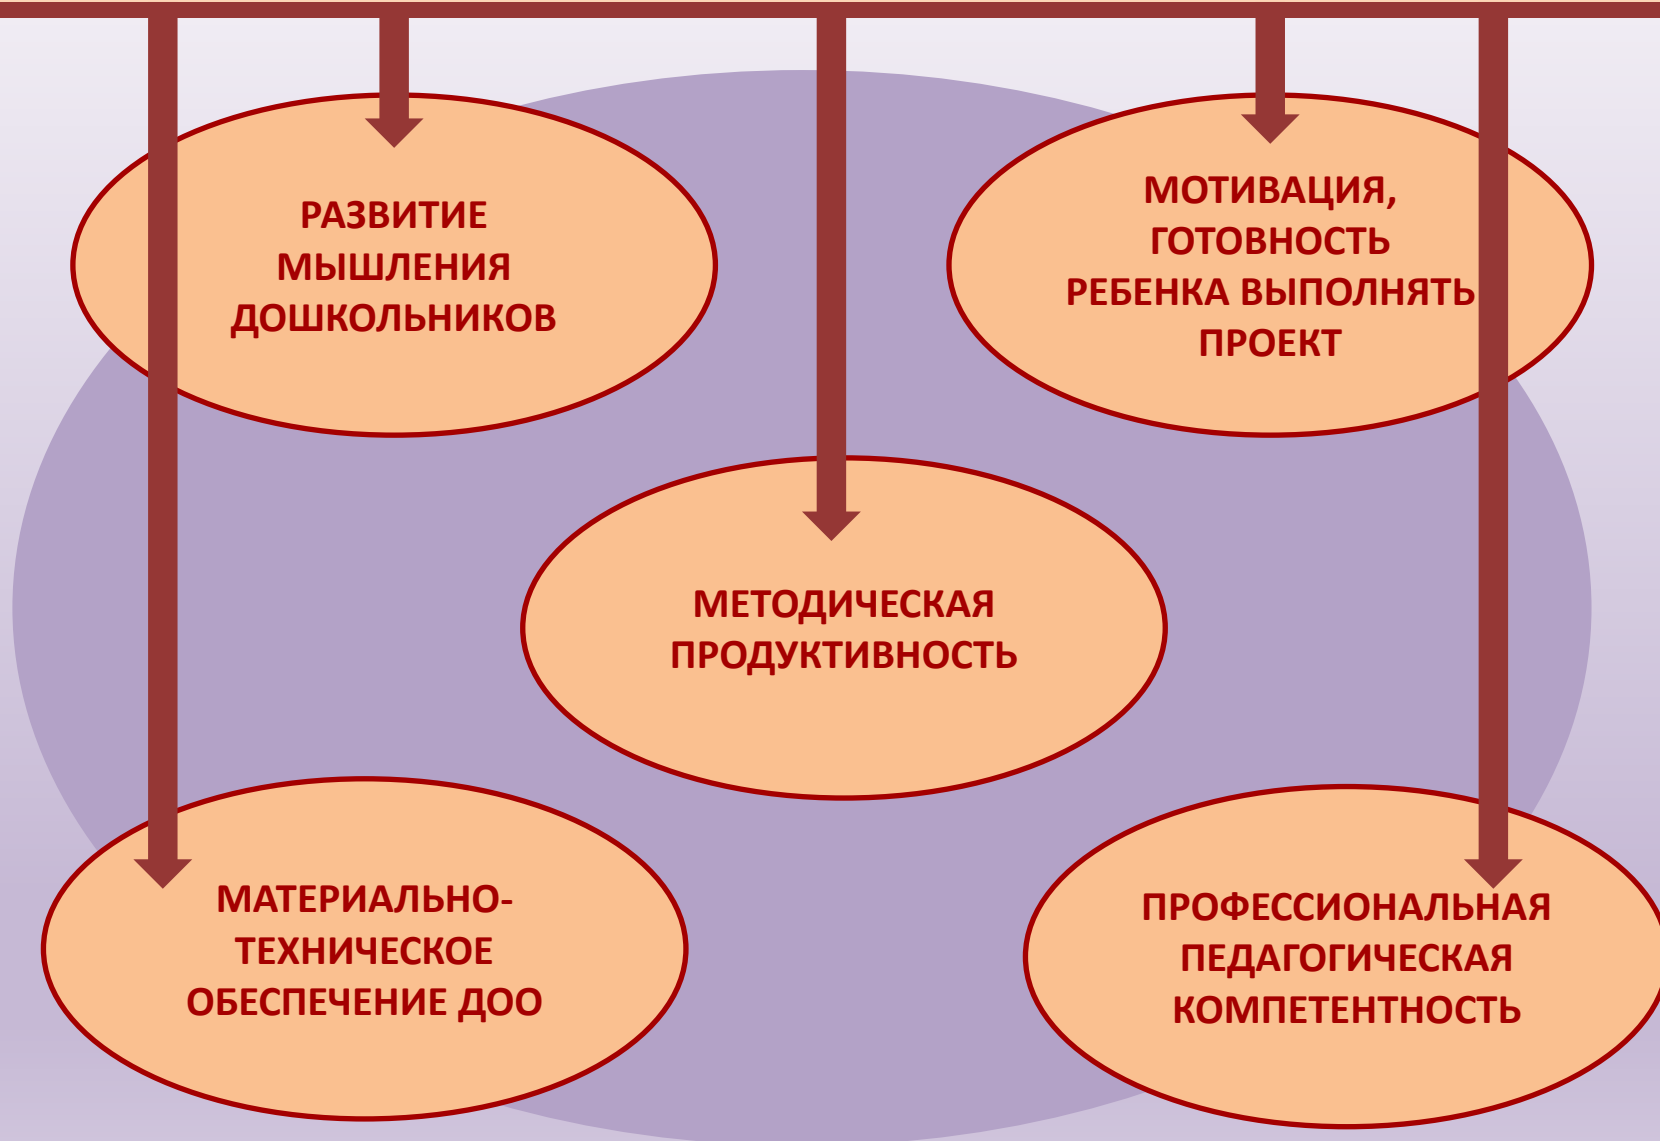 РАЗВИТИЕ
МЫШЛЕНИЯ
ДОШКОЛЬНИКОВ
МОТИВАЦИЯ,
ГОТОВНОСТЬ
РЕБЕНКА ВЫПОЛНЯТЬ
ПРОЕКТ
МЕТОДИЧЕСКАЯ
ПРОДУКТИВНОСТЬ
МАТЕРИАЛЬНО-
ТЕХНИЧЕСКОЕ
ОБЕСПЕЧЕНИЕ ДОО
ПРОФЕССИОНАЛЬНАЯ
ПЕДАГОГИЧЕСКАЯ
КОМПЕТЕНТНОСТЬ